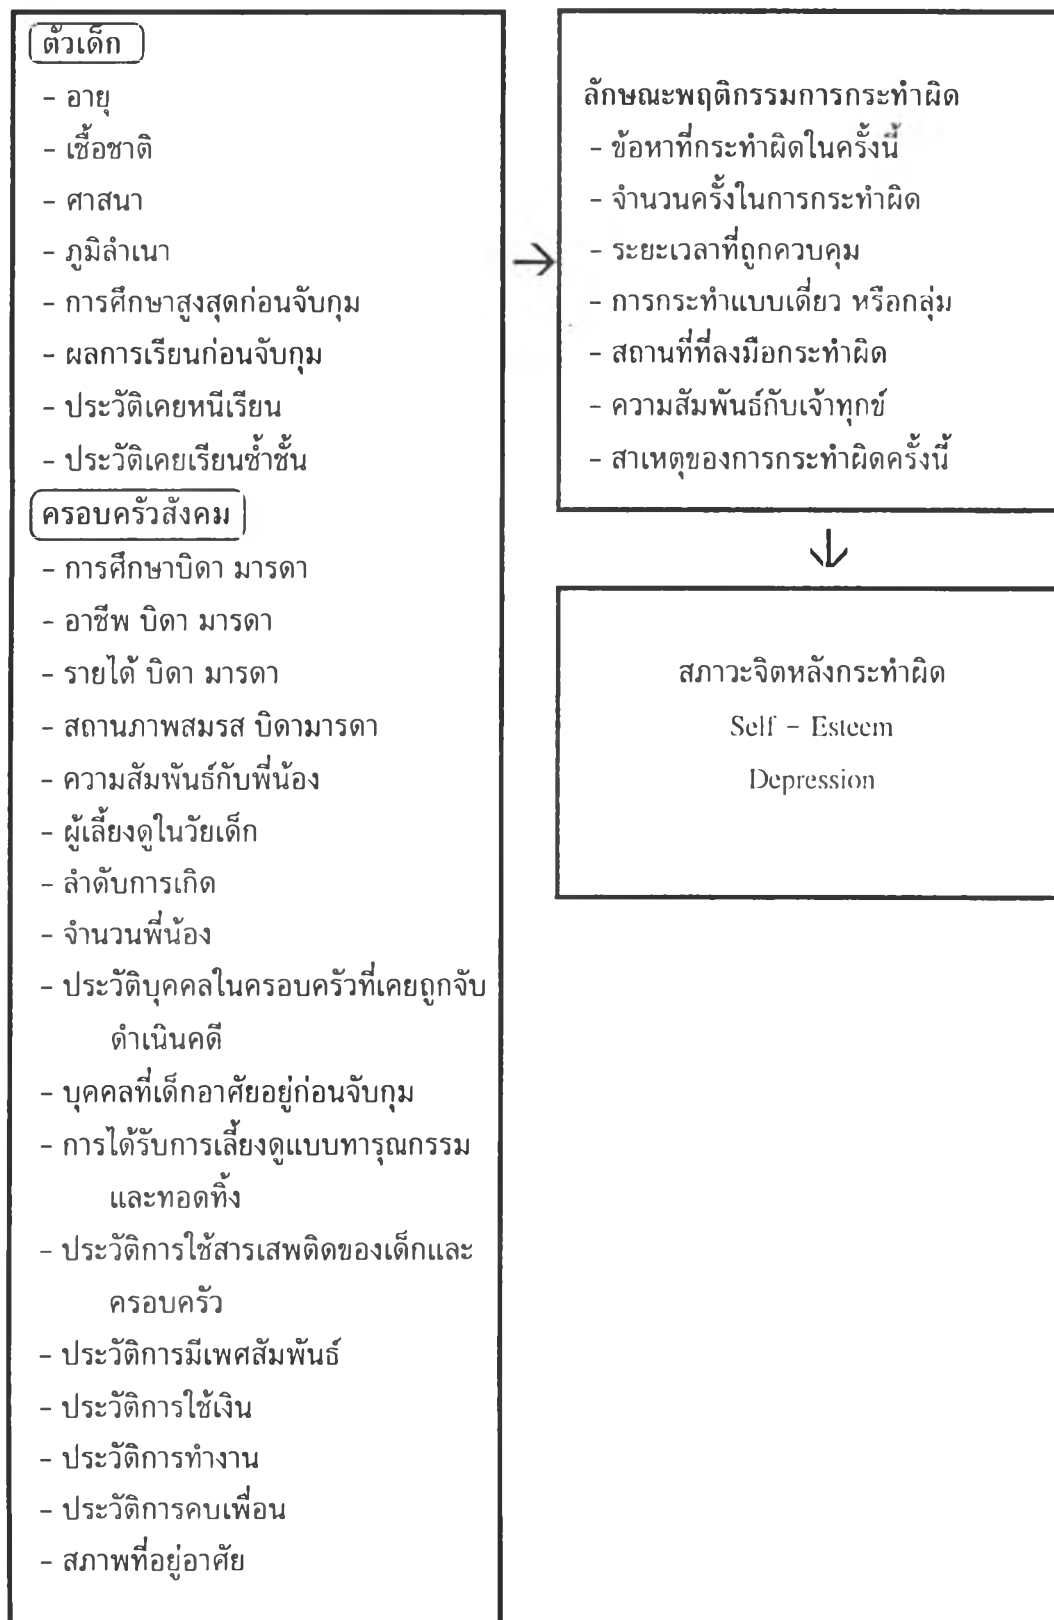 ตัวเด็ก
- อายุ
- เชื้อชาติ
- ศาสนา
- ภูมิลำเนา
- การศึกษาสูงสุดก่อนจับกุม
- ผลการเรียนก่อนจับกุม
- ประวัติเคยหนีเรียน
- ประวัติเคยเรียนซ้ำชั้น
ครอบครัวสังคม
- การศึกษาบิดา มารดา
- อาชีพ บิดา มารดา
- รายได้ บิดา มารดา
- สถานภาพสมรส บิดามารดา
- ความสัมพันธ์กับพี่น้อง
- ผู้เลี้ยงดูในวัยเด็ก
- ลำดับการเกิด
- จำนวนพี่น้อง
- ประวัติบุคคลในครอบครัวที่เคยถูกจับ
ดำเนินคดี
- บุคคลที่เด็กอาศัยอยู่ก่อนจับกุม
- การได้รับการเลี้ยงดูแบบทารุณกรรม
และทอดทิ้ง
- ประวัติการใช้สารเสพติดของเด็กและ
ครอบครัว
- ประวัติการมีเพศสัมพันธ์
- ประวัติการใช้เงิน
- ประวัติการทำงาน
- ประวัติการคบเพื่อน
- สภาพที่อยู่อาศัย
ลักษณะพฤติกรรมการกระทำผิด
- ข้อหาที่กระทำผิดในครั้งนี้
- จำนวนครั้งในการกระทำผิด
- ระยะเวลาที่ถูกควบคุม
- การกระทำแบบเดี่ยว หรือกลุ่ม
- สถานที่ที่ลงมือกระทำผิด
- ความสัมพันธ์กับเจ้าทุกข์
- สาเหตุของการกระทำผิดครั้งนี้
สภาวะจิตหลังกระทำผิด
Self - Esteem
Depression